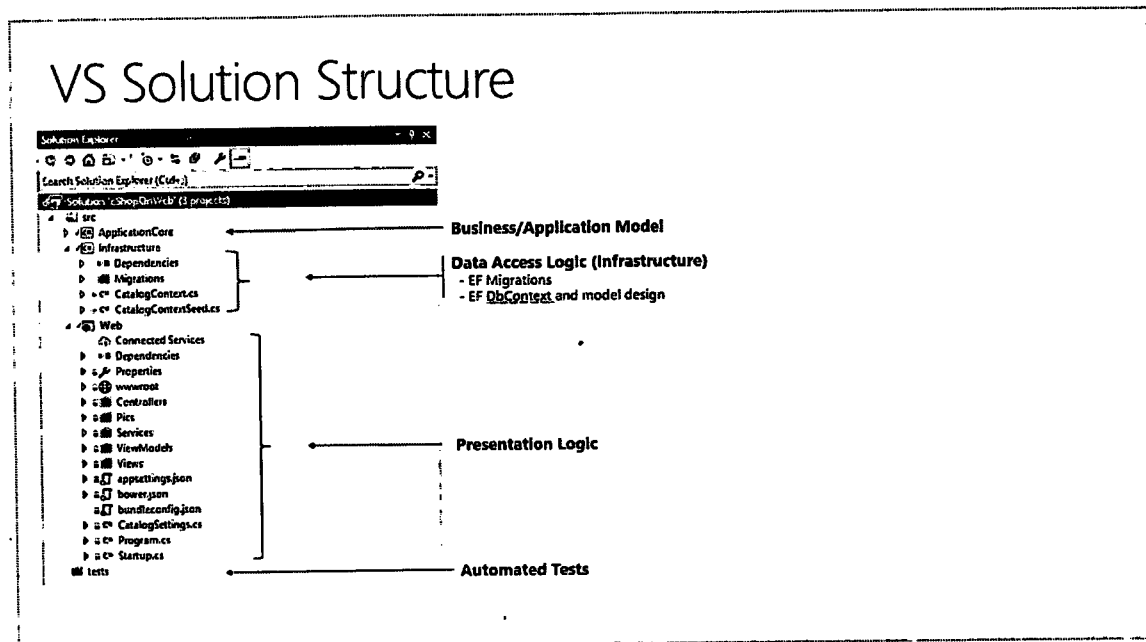 VS Solution Structure
Solution Explorer
Search Solution Explorer (Ctrl+;)
Solution 'eShopOnWeb' (3 projects)
src
ApplicationCore
Business/Application Model
Infrastructure
Dependencies
Data Access Logic (Infrastructure)
Migrations
- EF Migrations
CatalogContext.cs
- EF DbContext and model design
CatalogContextSeed.cs
Web
Connected Services
Dependencies
Properties
wwwroot
Controllers
Pics
Services
ViewModels
Presentation Logic
Views
appsettings.json
bower.json
bundleconfig.json
CatalogSettings.cs
Program.cs
Startup.cs
tests
Automated Tests